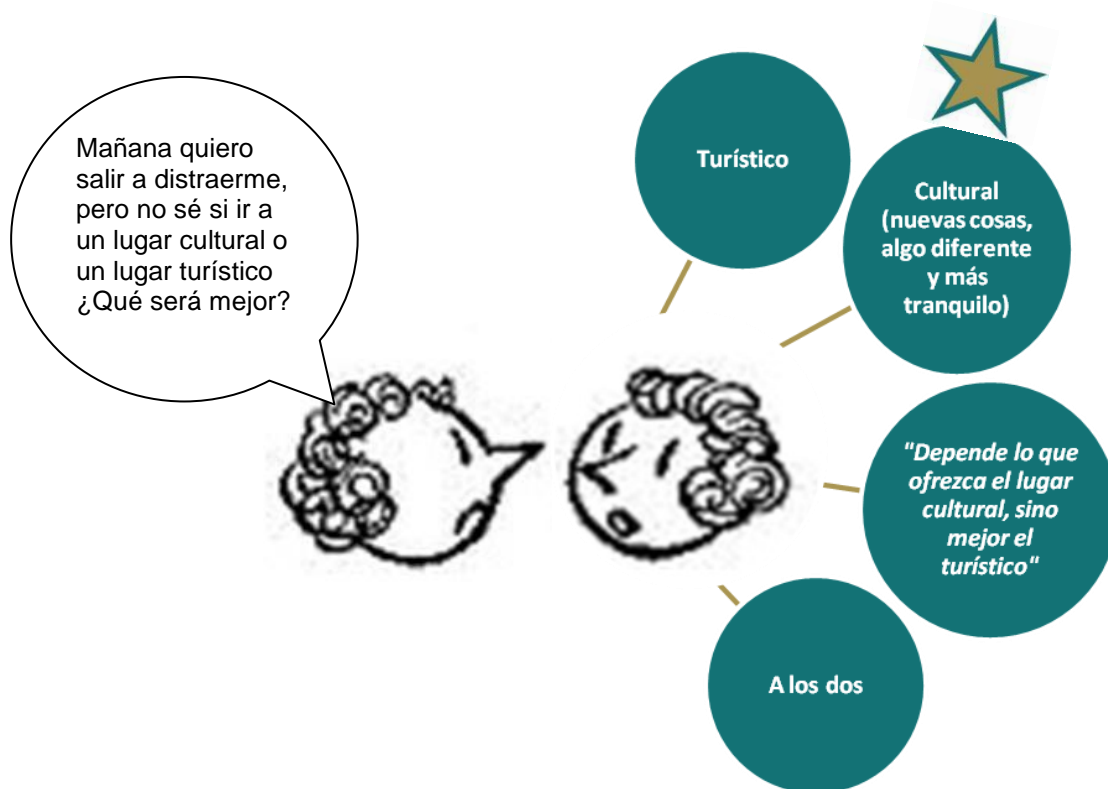 Mañana quiero
salir a distraerme,
pero no sé si ir a
un lugar cultural o
un lugar turístico
¿Qué será mejor?
Turístico
Cultural
(nuevas cosas,
algo diferente
y más
tranquilo)
"Depende lo que
ofrezca el lugar
cultural, sino
mejor el
turístico"
A los dos